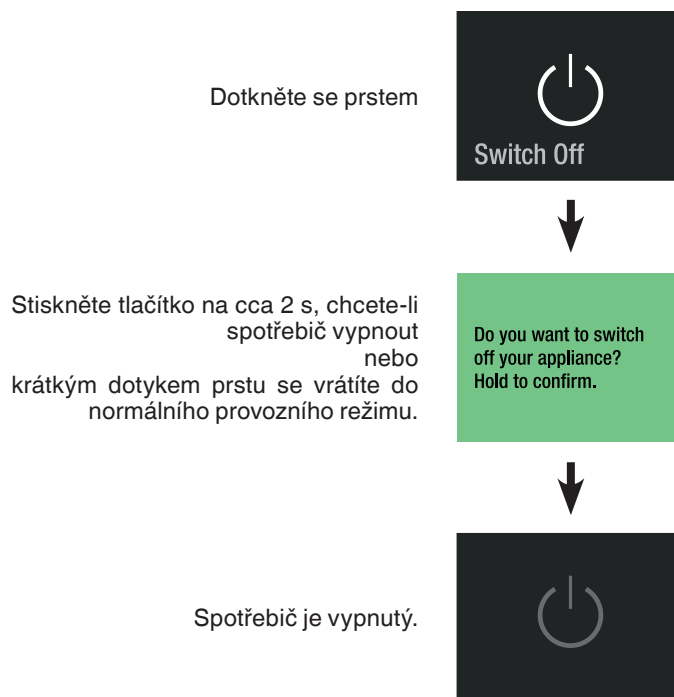 Dotkněte se prstem
Switch Off
Stiskněte tlačítko na cca 2 s, chcete-li
spotřebič vypnout
nebo
krátkým dotykem prstu se vrátíte do
normálního provozního režimu.
Do you want to switch
off your appliance?
Hold to confirm.
Spotřebič je vypnutý.